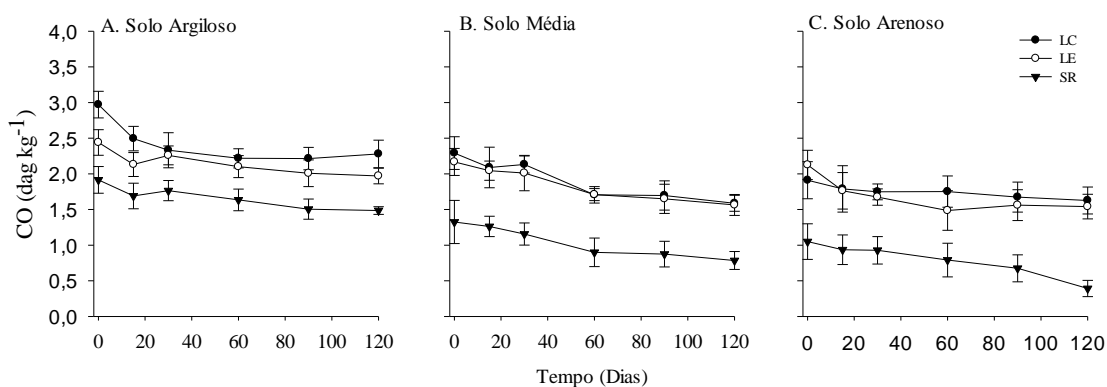 A. Solo Argiloso
B. Solo Média
C. Solo Arenoso
LC
LE
SR
CO (dag kg-1)
4,0
3,5
3,0
2,5
2,0
1,5
1,0
0,5
0,0
0 20 40 60 80 100 120
0 20 40 60 80 100 120
0 20 40 60 80 100 120
Tempo (Dias)